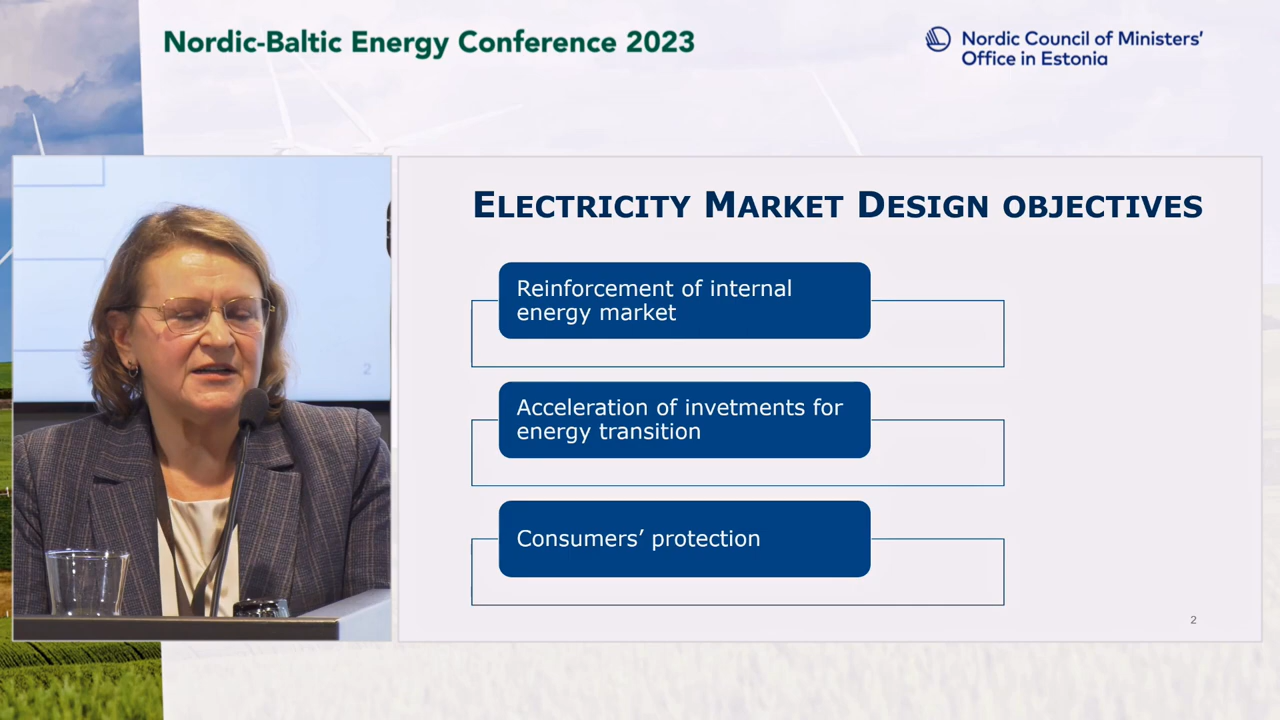 Nordic-Baltic Energy Conference 2023
Nordic Council of Ministers'
Office in Estonia
ELECTRICITY MARKET DESIGN OBJECTIVES
Reinforcement of internal
energy market
Acceleration of invetments for
energy transition
Consumers’ protection
2
2